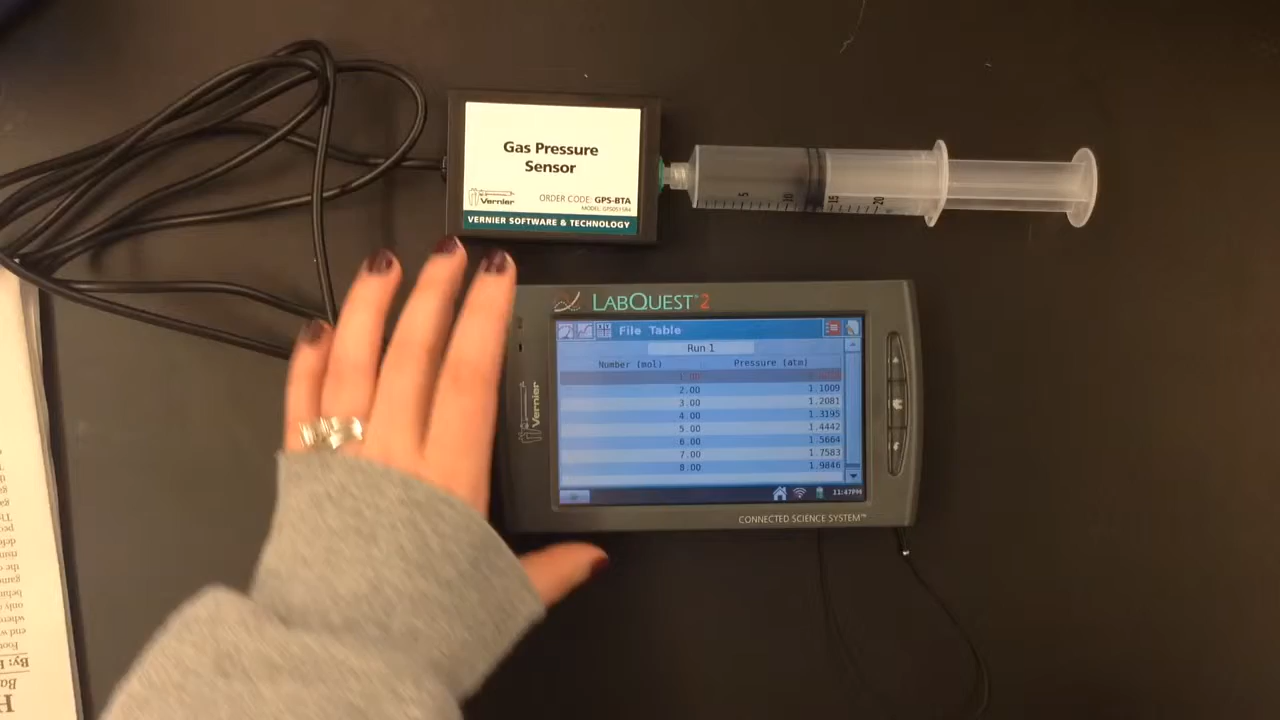 Gas Pressure
Sensor
Vernier
ORDER CODE: GPS-BTA
VERNIER SOFTWARE & TECHNOLOGY
5
10
15
20
LABQUEST 2
File Table
Run 1
Number (mol) Pressure (atm)
2.00 1.1009
3.00 1.2081
4.00 1.3195
5.00 1.4442
6.00 1.5664
7.00 1.7583
8.00 1.9846
11:47PM
Vernier
CONNECTED SCIENCE SYSTEM™